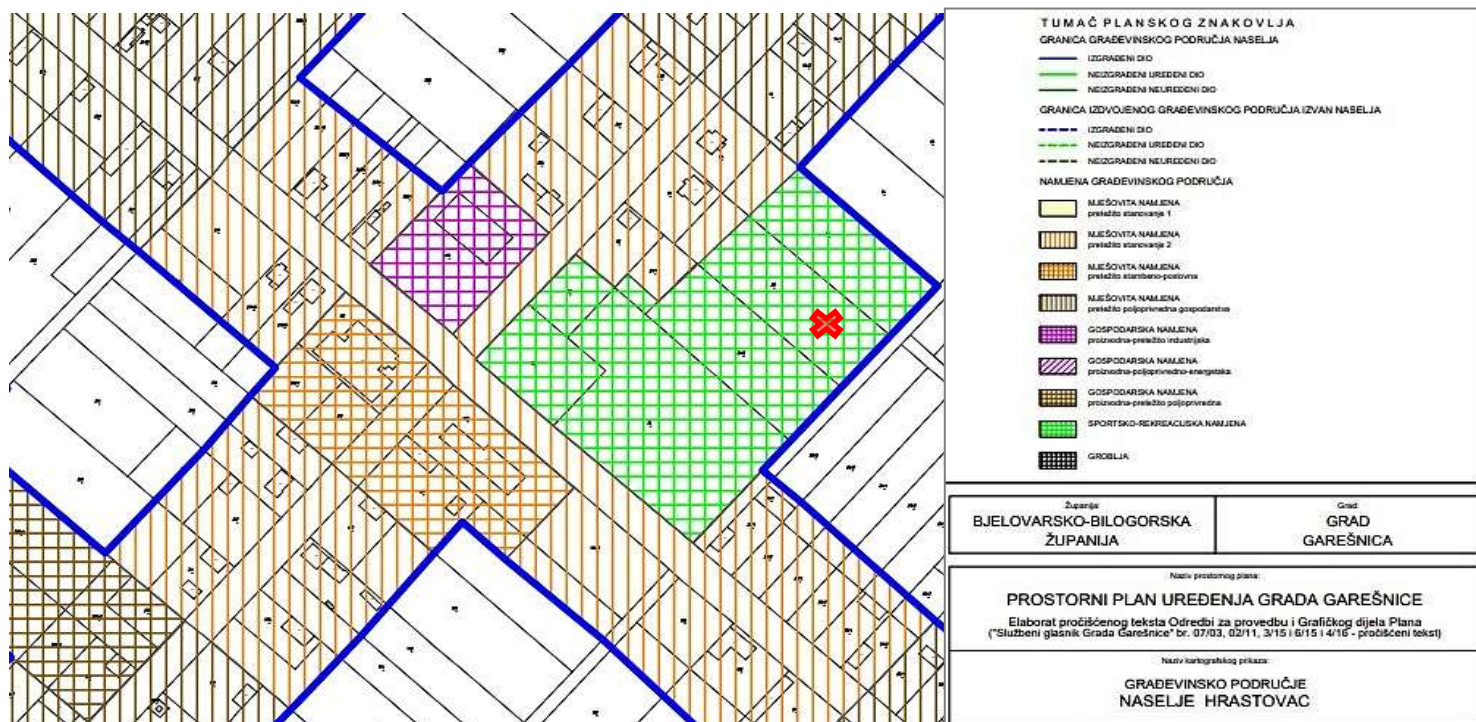 TUMAČ PLANSKOG ZNAKOVLJA
GRANICA GRAĐEVINSKOG PODRUČJA NASELJA
IZGRAĐENI DIO
NEIZGRAĐENI UREĐENI DIO
NEIZGRAĐENI NEUREĐENI DIO
GRANICA IZDVOJENOG GRAĐEVINSKOG PODRUČJA IZVAN NASELJA
IZGRAĐENI DIO
NEIZGRAĐENI UREĐENI DIO
NEIZGRAĐENI NEUREĐENI DIO
NAMJENA GRAĐEVINSKOG PODRUČJA
MJEŠOVITA NAMJENA
pretežito stanovanje 1
MJEŠOVITA NAMJENA
pretežito stanovanje 2
MJEŠOVITA NAMJENA
pretežito stambeno-poslovna
MJEŠOVITA NAMJENA
pretežito poljoprivredna gospodarstva
GOSPODARSKA NAMJENA
proizvodna-pretežito industrijska
GOSPODARSKA NAMJENA
proizvodna-poljoprivredno-energetska
GOSPODARSKA NAMJENA
proizvodna-pretežito poljoprivredna
SPORTSKO-REKREACIJSKA NAMJENA
GROBLJA
Županija:
BJELOVARSKO-BILOGORSKA
ŽUPANIJA
Grad:
GRAD
GAREŠNICA
Naziv prostornog plana:
PROSTORNI PLAN UREĐENJA GRADA GAREŠNICE
Elaborat pročišćenog teksta Odredbi za provedbu i Grafičkog dijela Plana
("Službeni glasnik Grada Garešnice" br. 07/03, 02/11, 3/15 i 6/15 i 4/16 - pročišćeni tekst)
Naziv kartografskog prikaza:
GRAĐEVINSKO PODRUČJE
NASELJE HRASTOVAC